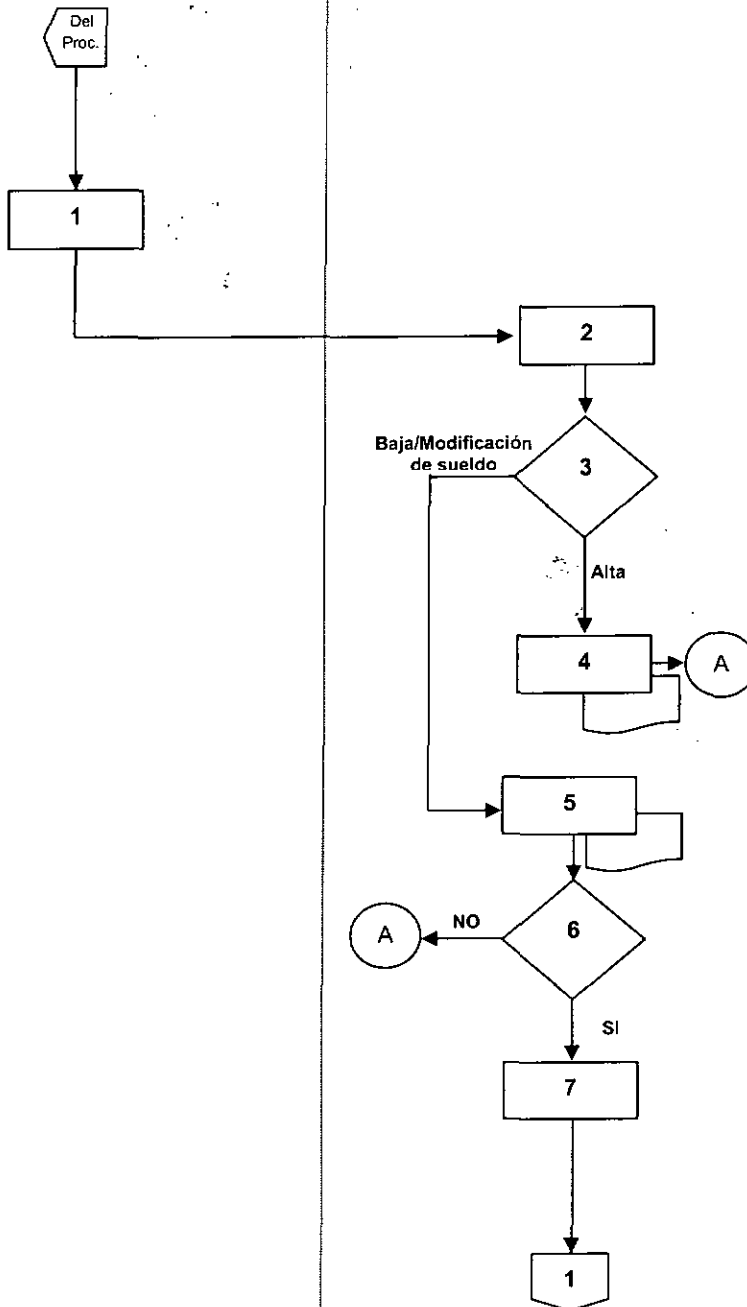 Del
Proc.
1
2
Baja/Modificación
de sueldo
3
Alta
4
A
5
A
NO
6
SI
7
1